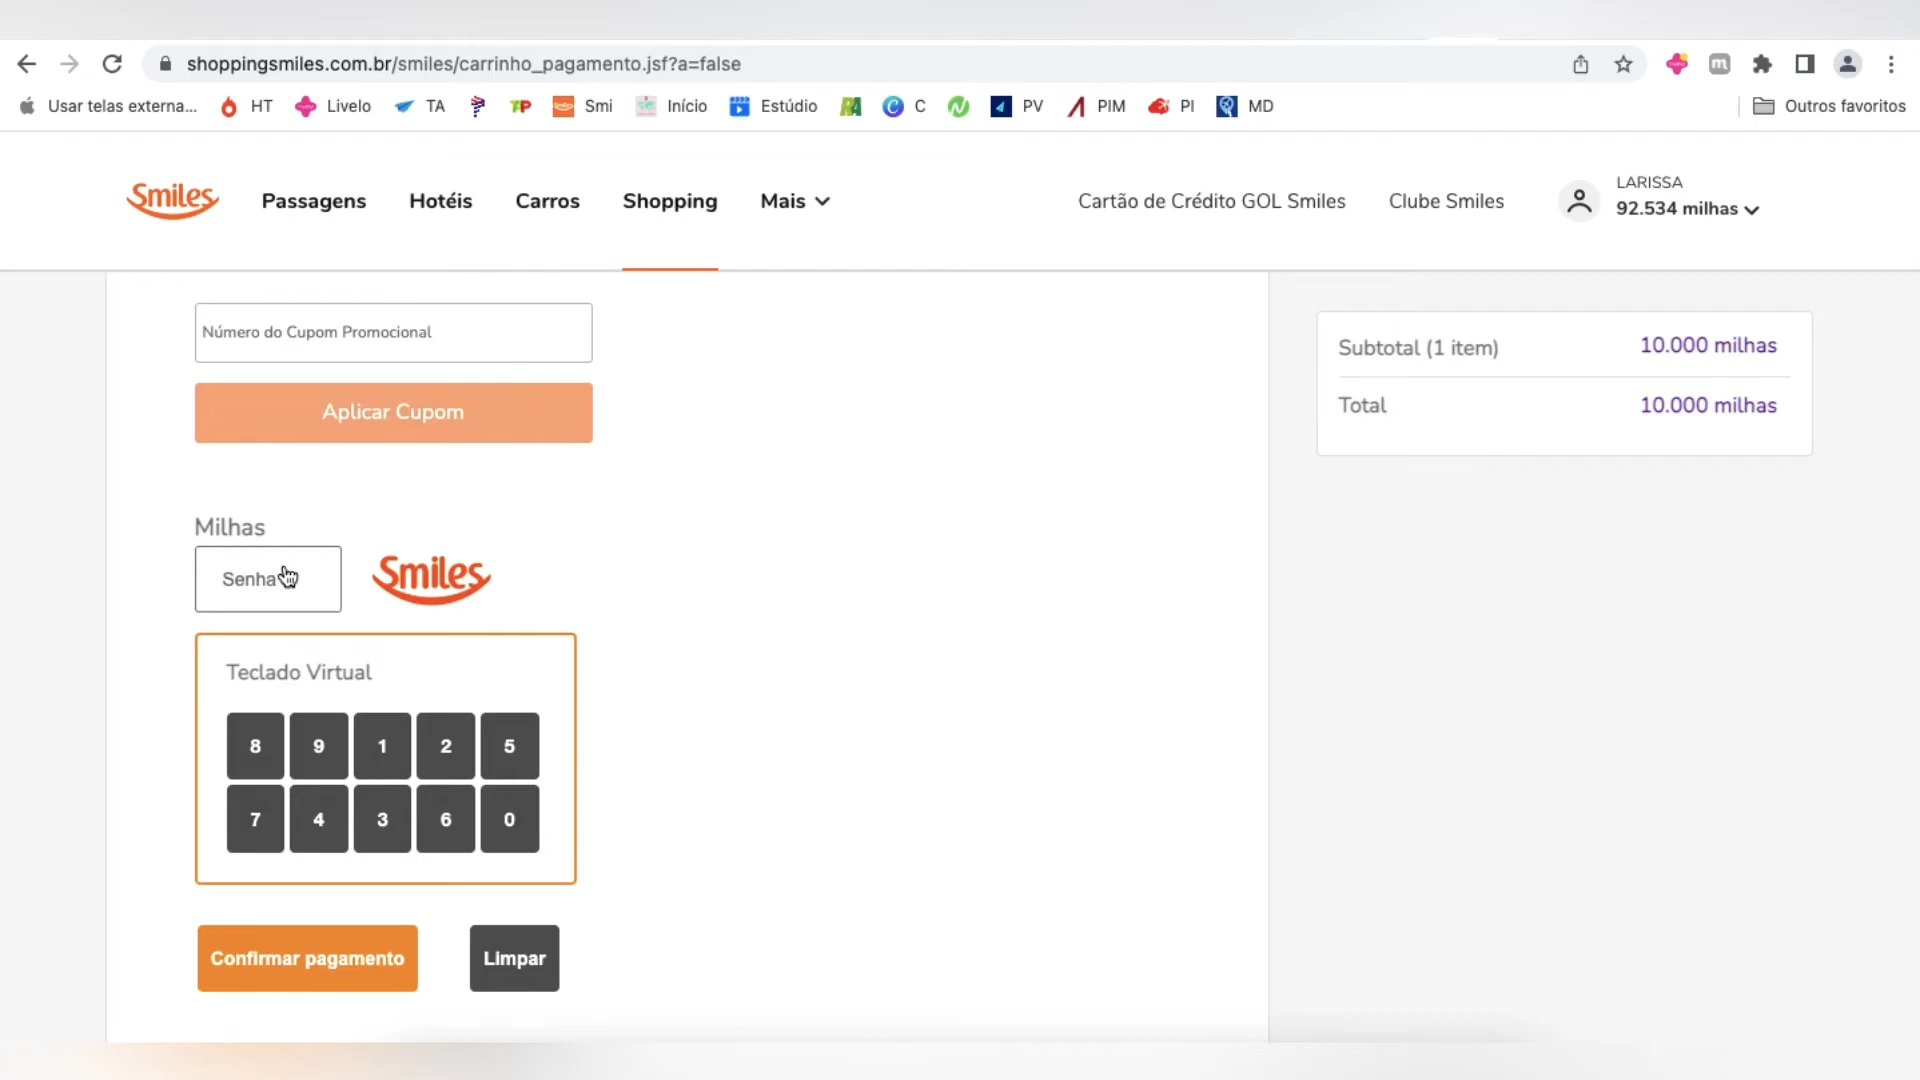 shoppingsmiles.com.br/smiles/carrinho_pagamento.jsf?a=false
Usar telas externa... HT Livelo TA TP Smi Início Estúdio C PV PIM PI MD Outros favoritos
Smiles Passagens Hotéis Carros Shopping Mais Cartão de Crédito GOL Smiles Clube Smiles
LARISSA
92.534 milhas
Número do Cupom Promocional
Aplicar Cupom
Subtotal (1 item) 10.000 milhas
Total 10.000 milhas
Milhas
Senha
Smiles
Teclado Virtual
8 9 1 2 5
7 4 3 6 0
Confirmar pagamento Limpar